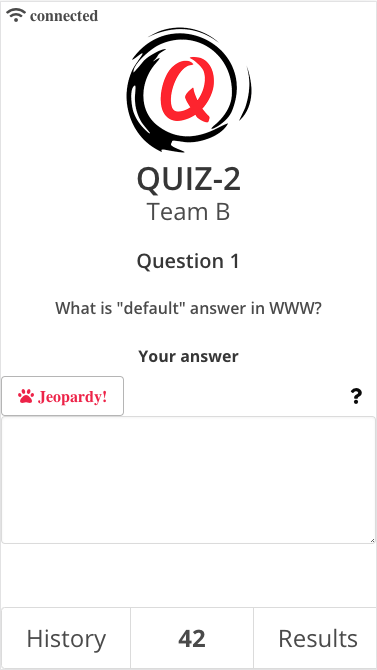 connected
Q
QUIZ-2
Team B
Question 1
What is "default" answer in WWW?
Your answer
Jeopardy! ?
History 42 Results